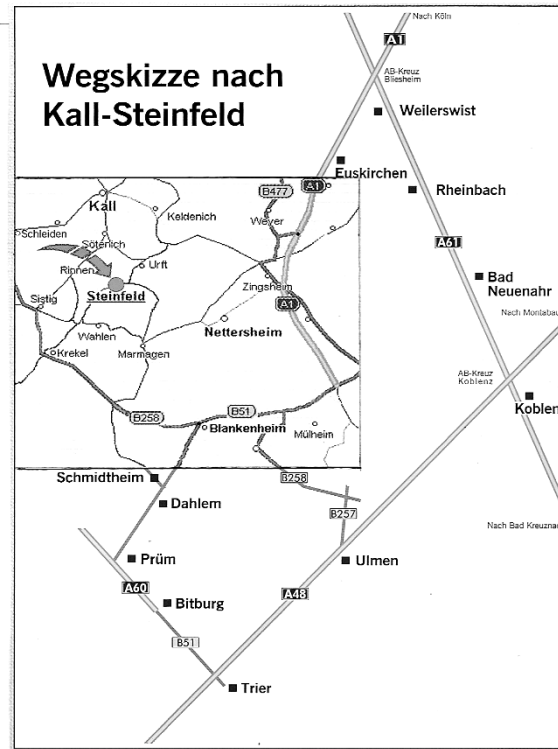 Nach Köln
A1
Wegskizze nach
Kall-Steinfeld
AB-Kreuz
Bliesheim
Weilerswist
Euskirchen
Rheinbach
A61
Bad
Neuenahr
Nach Montabau
AB-Kreuz
Koblenz
Koblen
Nach Bad Kreuznac
B477
A1
Kall
Keldenich
Weyer
Schleiden
Sötenich
Rinnen
Urft
Steinfeld
Zingsheim
Sistig
A1
Nettersheim
Wahlen
Krekel
Marmagen
B258
B51
Blankenheim
Mülheim
Schmidtheim
B258
Dahlem
B257
Prüm
Ulmen
A60
A48
Bitburg
B51
Trier